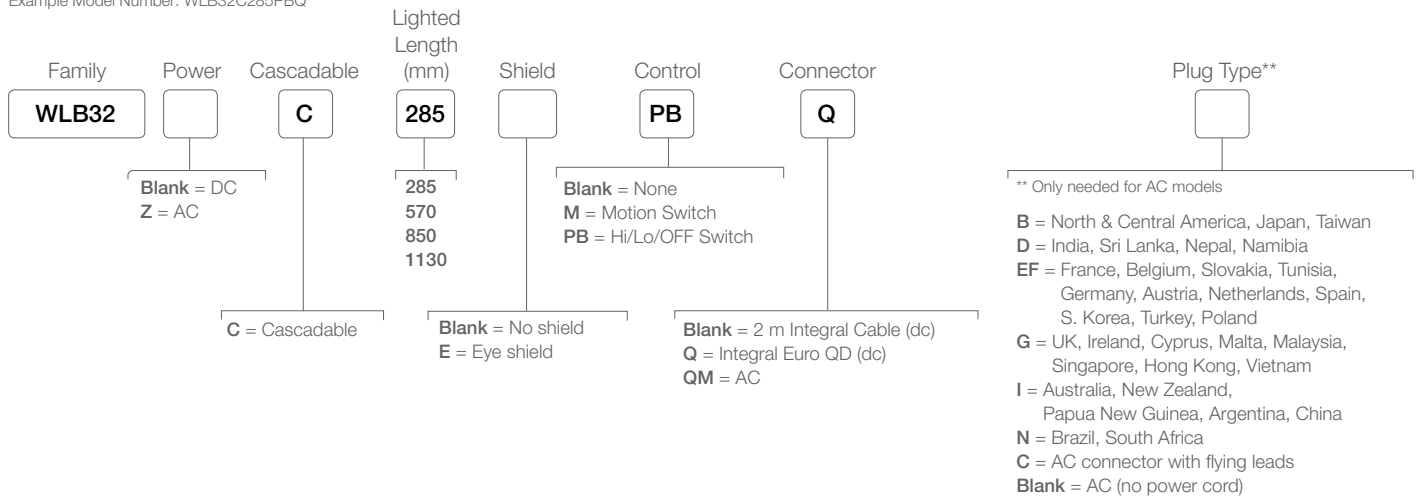 Example Model Number: WLB32C285PBQ
Family
Power
Cascadable
Lighted
Length
(mm)
Shield
Control
Connector
Plug Type**
WLB32
C
285
PB
Q
Blank = DC
Z = AC
C = Cascadable
285
570
850
1130
Blank = No shield
E = Eye shield
Blank = None
M = Motion Switch
PB = Hi/Lo/OFF Switch
Blank = 2 m Integral Cable (dc)
Q = Integral Euro QD (dc)
QM = AC
** Only needed for AC models
B = North & Central America, Japan, Taiwan
D = India, Sri Lanka, Nepal, Namibia
EF = France, Belgium, Slovakia, Tunisia,
Germany, Austria, Netherlands, Spain,
S. Korea, Turkey, Poland
G = UK, Ireland, Cyprus, Malta, Malaysia,
Singapore, Hong Kong, Vietnam
I = Australia, New Zealand,
Papua New Guinea, Argentina, China
N = Brazil, South Africa
C = AC connector with flying leads
Blank = AC (no power cord)